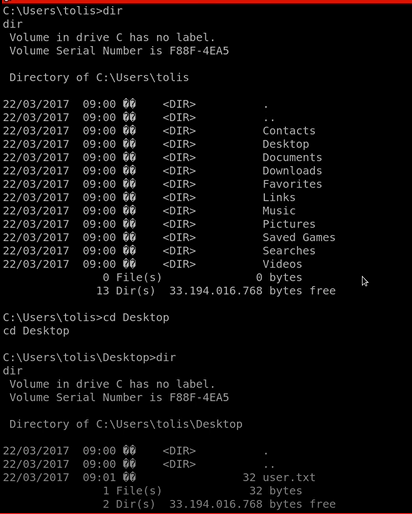 C:\Users\tolis>dir
dir
Volume in drive C has no label.
Volume Serial Number is F88F-4EA5
Directory of C:\Users\tolis
22/03/2017 09:00 �� <DIR> .
22/03/2017 09:00 �� <DIR> ..
22/03/2017 09:00 �� <DIR> Contacts
22/03/2017 09:00 �� <DIR> Desktop
22/03/2017 09:00 �� <DIR> Documents
22/03/2017 09:00 �� <DIR> Downloads
22/03/2017 09:00 �� <DIR> Favorites
22/03/2017 09:00 �� <DIR> Links
22/03/2017 09:00 �� <DIR> Music
22/03/2017 09:00 �� <DIR> Pictures
22/03/2017 09:00 �� <DIR> Saved Games
22/03/2017 09:00 �� <DIR> Searches
22/03/2017 09:00 �� <DIR> Videos
0 File(s) 0 bytes
13 Dir(s) 33.194.016.768 bytes free
C:\Users\tolis>cd Desktop
cd Desktop
C:\Users\tolis\Desktop>dir
dir
Volume in drive C has no label.
Volume Serial Number is F88F-4EA5
Directory of C:\Users\tolis\Desktop
22/03/2017 09:00 �� <DIR> .
22/03/2017 09:00 �� <DIR> ..
22/03/2017 09:01 �� 32 user.txt
1 File(s) 32 bytes
2 Dir(s) 33.194.016.768 bytes free